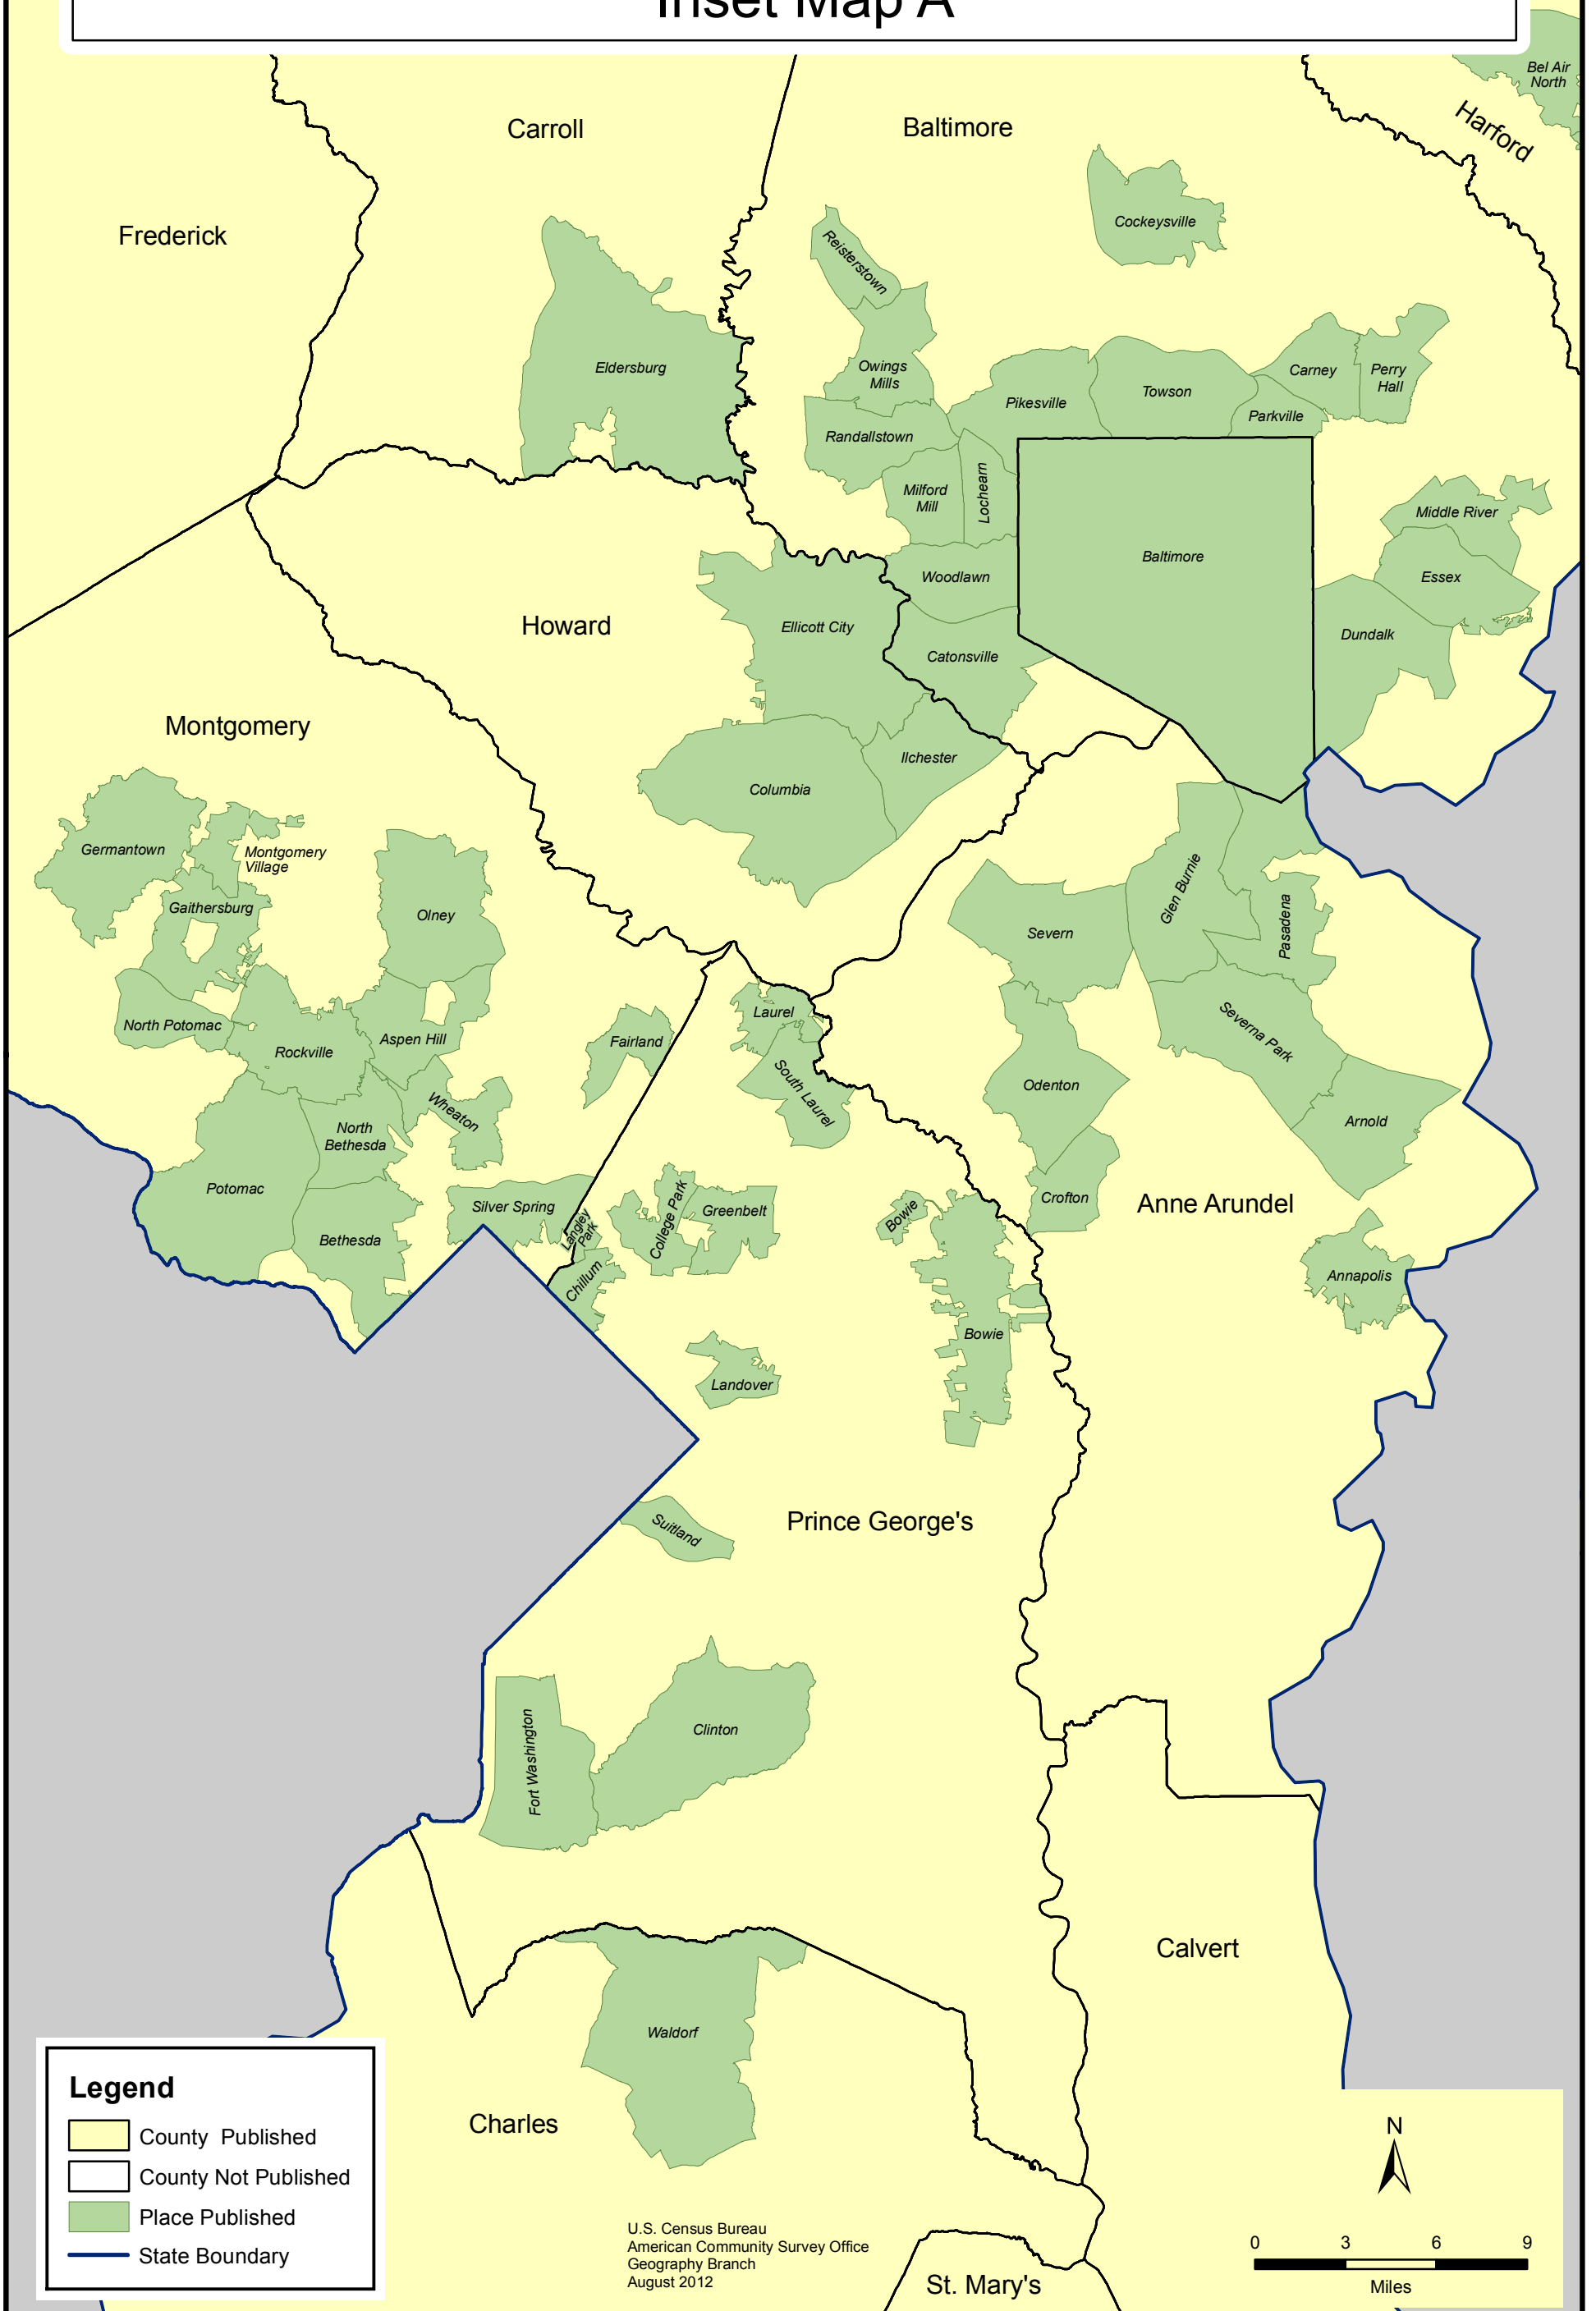 Inset Map A
Bel Air
North
Harford
Carroll
Baltimore
Frederick
Cockeysville
Reisterstown
Eldersburg
Owings
Mills
Carney
Perry
Hall
Pikesville
Towson
Parkville
Randallstown
Milford
Mill
Lochearn
Middle River
Baltimore
Woodlawn
Essex
Howard
Ellicott City
Dundalk
Catonsville
Montgomery
Ilchester
Columbia
Germantown
Montgomery
Village
Gaithersburg
Olney
Glen Burnie
Pasadena
Severn
North Potomac
Rockville
Aspen Hill
Fairland
Laurel
Severna Park
South Laurel
Odenton
Wheaton
North
Bethesda
Arnold
Potomac
Silver Spring
Langley
Park
College Park
Greenbelt
Bowie
Crofton
Anne Arundel
Bethesda
Chillum
Annapolis
Bowie
Landover
Suitland
Prince George's
Fort Washington
Clinton
Calvert
Waldorf
Charles
Legend
County Published
County Not Published
Place Published
State Boundary
U.S. Census Bureau
American Community Survey Office
Geography Branch
August 2012
St. Mary's
N
0 3 6 9
Miles